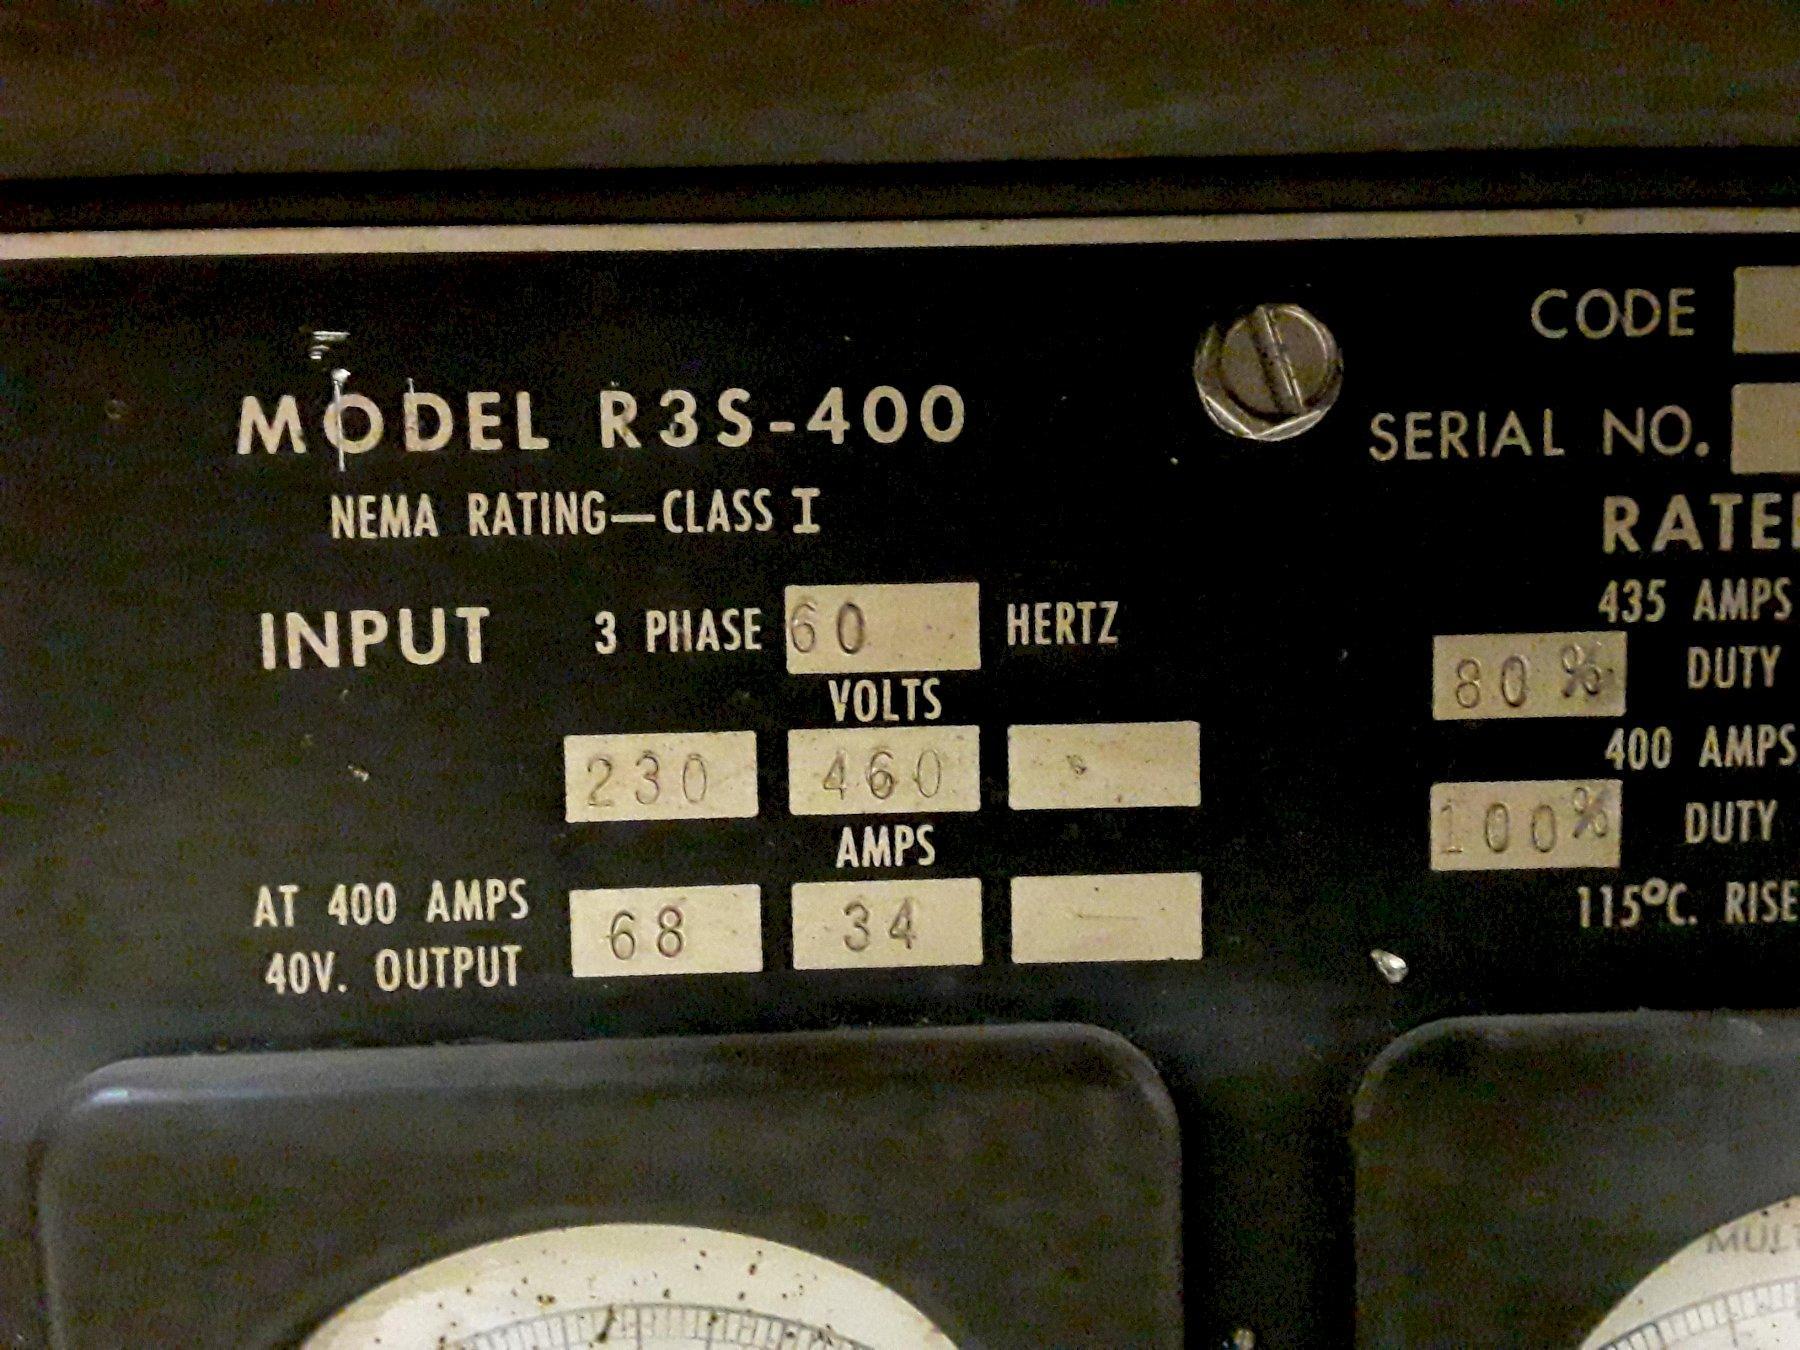 CODE
MODEL R3S-400
SERIAL NO.
NEMA RATING—CLASS I
INPUT 3 PHASE 60 HERTZ
VOLTS
230 460
AMPS
AT 400 AMPS
40V. OUTPUT
68 34 —
435 AMPS
80% DUTY
400 AMPS
100% DUTY
115°C. RISE